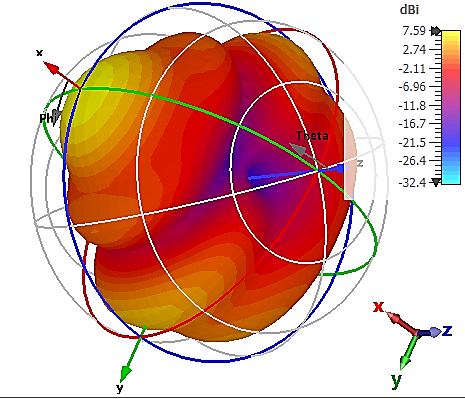 dBi
7.59
2.74
-2.11
-6.96
-11.8
-16.7
-21.5
-26.4
-32.4
x
Phi
Theta
z
y
x
z
y